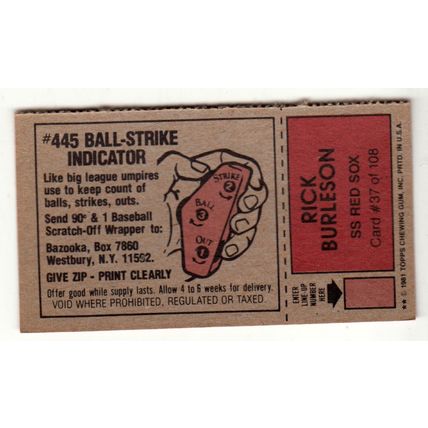 #445 BALL-STRIKE
INDICATOR
Like big league umpires
use to keep count of
balls, strikes, outs.
Send 90¢ & 1 Baseball
Scratch-Off Wrapper to:
Bazooka, Box 7860
Westbury, N.Y. 11592.
GIVE ZIP - PRINT CLEARLY
Offer good while supply lasts. Allow 4 to 6 weeks for delivery.
VOID WHERE PROHIBITED, REGULATED OR TAXED.
STRIKE
2
BALL
3
OUT
1
RICK
BURLESON
SS RED SOX
Card #37 of 108
ENTER
LINE-UP
NUMBER
HERE
** © 1981 TOPPS CHEWING GUM, INC. PRTD. IN U.S.A.